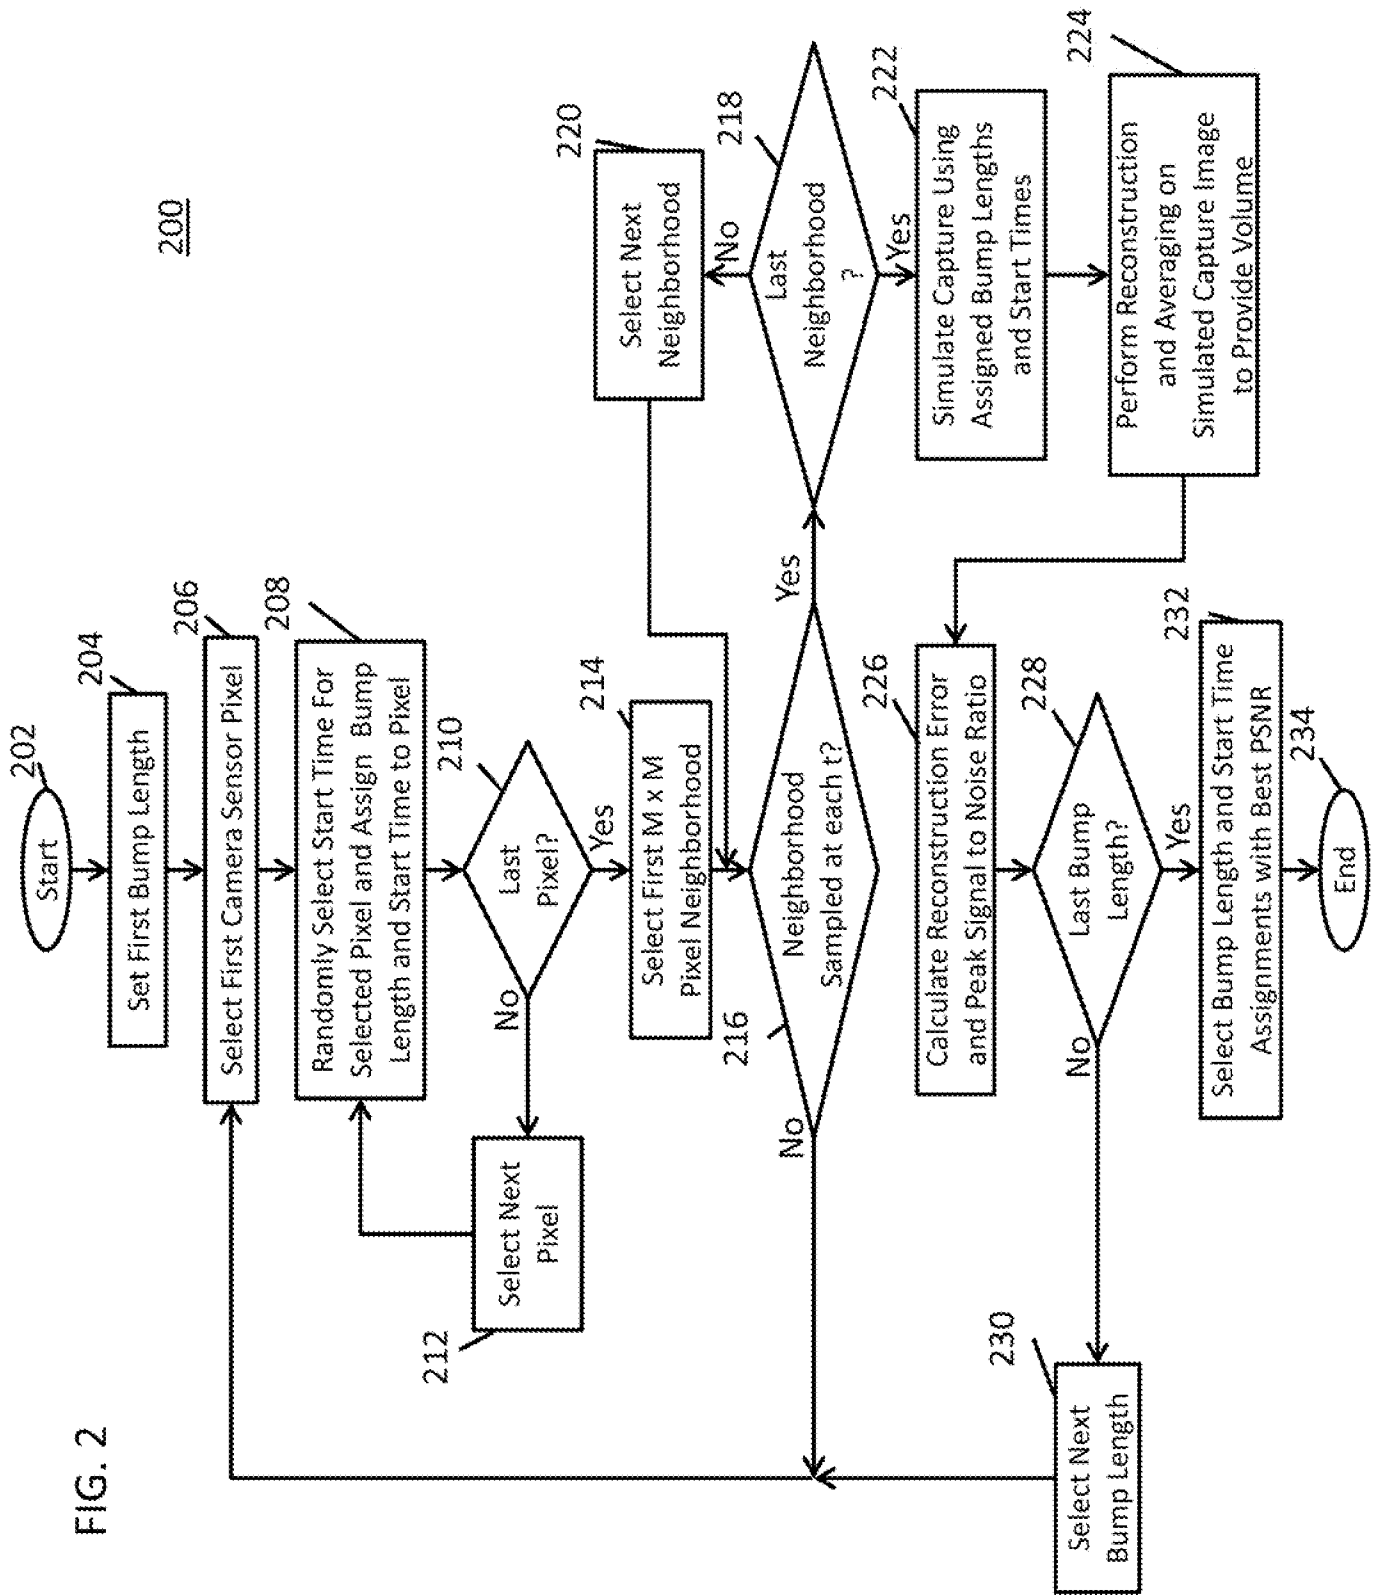 FIG. 2
200
202
Start
204
Set First Bump Length
206
Select First Camera Sensor Pixel
208
Randomly Select Start Time For
Selected Pixel and Assign Bump
Length and Start Time to Pixel
210
Last
Pixel?
No
Yes
212
Select Next
Pixel
214
Select First M x M
Pixel Neighborhood
216
Neighborhood
Sampled at each t?
No
Yes
218
Last
Neighborhood
?
No
Yes
220
Select Next
Neighborhood
222
Simulate Capture Using
Assigned Bump Lengths
and Start Times
224
Perform Reconstruction
and Averaging on
Simulated Capture Image
to Provide Volume
226
Calculate Reconstruction Error
and Peak Signal to Noise Ratio
228
Last Bump
Length?
No
Yes
230
Select Next
Bump Length
232
Select Bump Length and Start Time
Assignments with Best PSNR
234
End